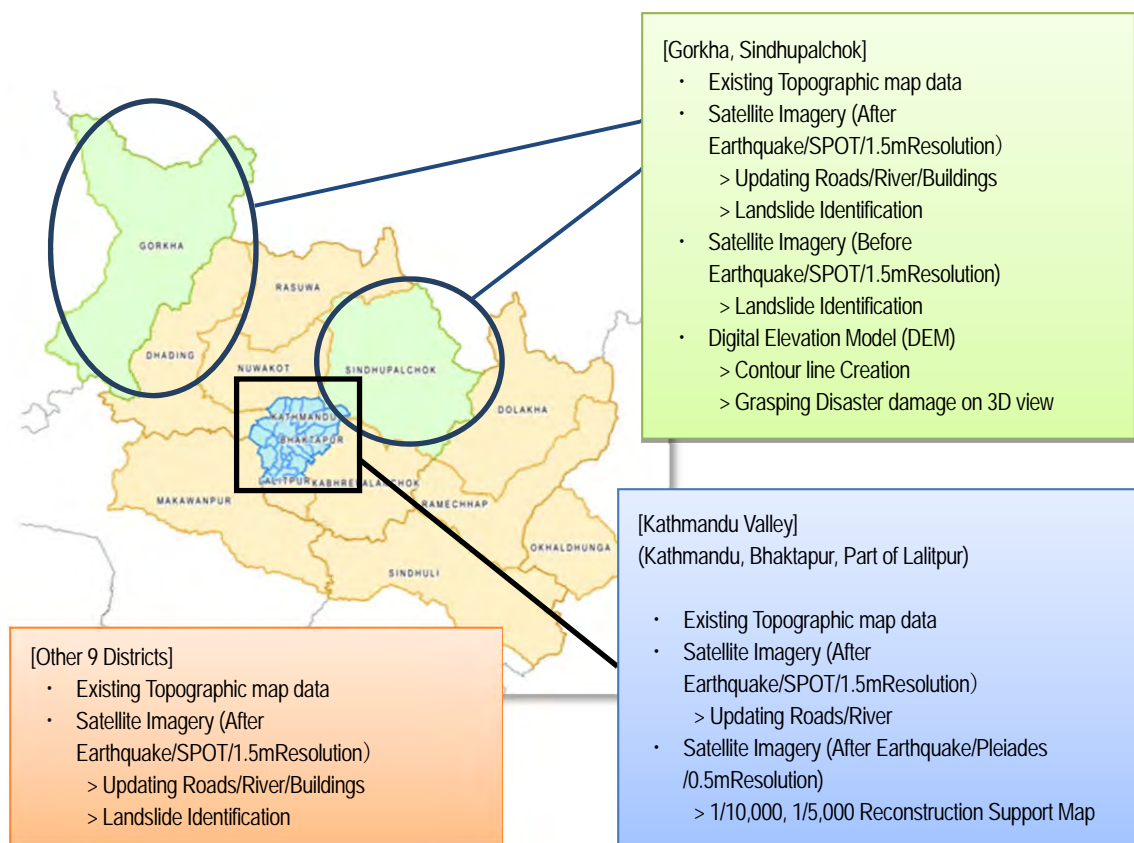 [Gorkha, Sindhupalchok]
・ Existing Topographic map data
・ Satellite Imagery (After
Earthquake/SPOT/1.5mResolution）
> Updating Roads/River/Buildings
> Landslide Identification
・ Satellite Imagery (Before
Earthquake/SPOT/1.5mResolution)
> Landslide Identification
・ Digital Elevation Model (DEM)
> Contour line Creation
> Grasping Disaster damage on 3D view
GORKHA
RASUWA
DHADING
NUWAKOT
SINDHUPALCHOK
DOLAKHA
KATHMANDU
BHAKTAPUR
LALITPUR
KABHREPALANCHOK
MAKAWANPUR
RAMECHHAP
OKHALDHUNGA
SINDHULI
[Kathmandu Valley]
(Kathmandu, Bhaktapur, Part of Lalitpur)
・ Existing Topographic map data
・ Satellite Imagery (After
Earthquake/SPOT/1.5mResolution)
> Updating Roads/River
・ Satellite Imagery (After Earthquake/Pleiades
/0.5mResolution)
> 1/10,000, 1/5,000 Reconstruction Support Map
[Other 9 Districts]
・ Existing Topographic map data
・ Satellite Imagery (After
Earthquake/SPOT/1.5mResolution）
> Updating Roads/River/Buildings
> Landslide Identification